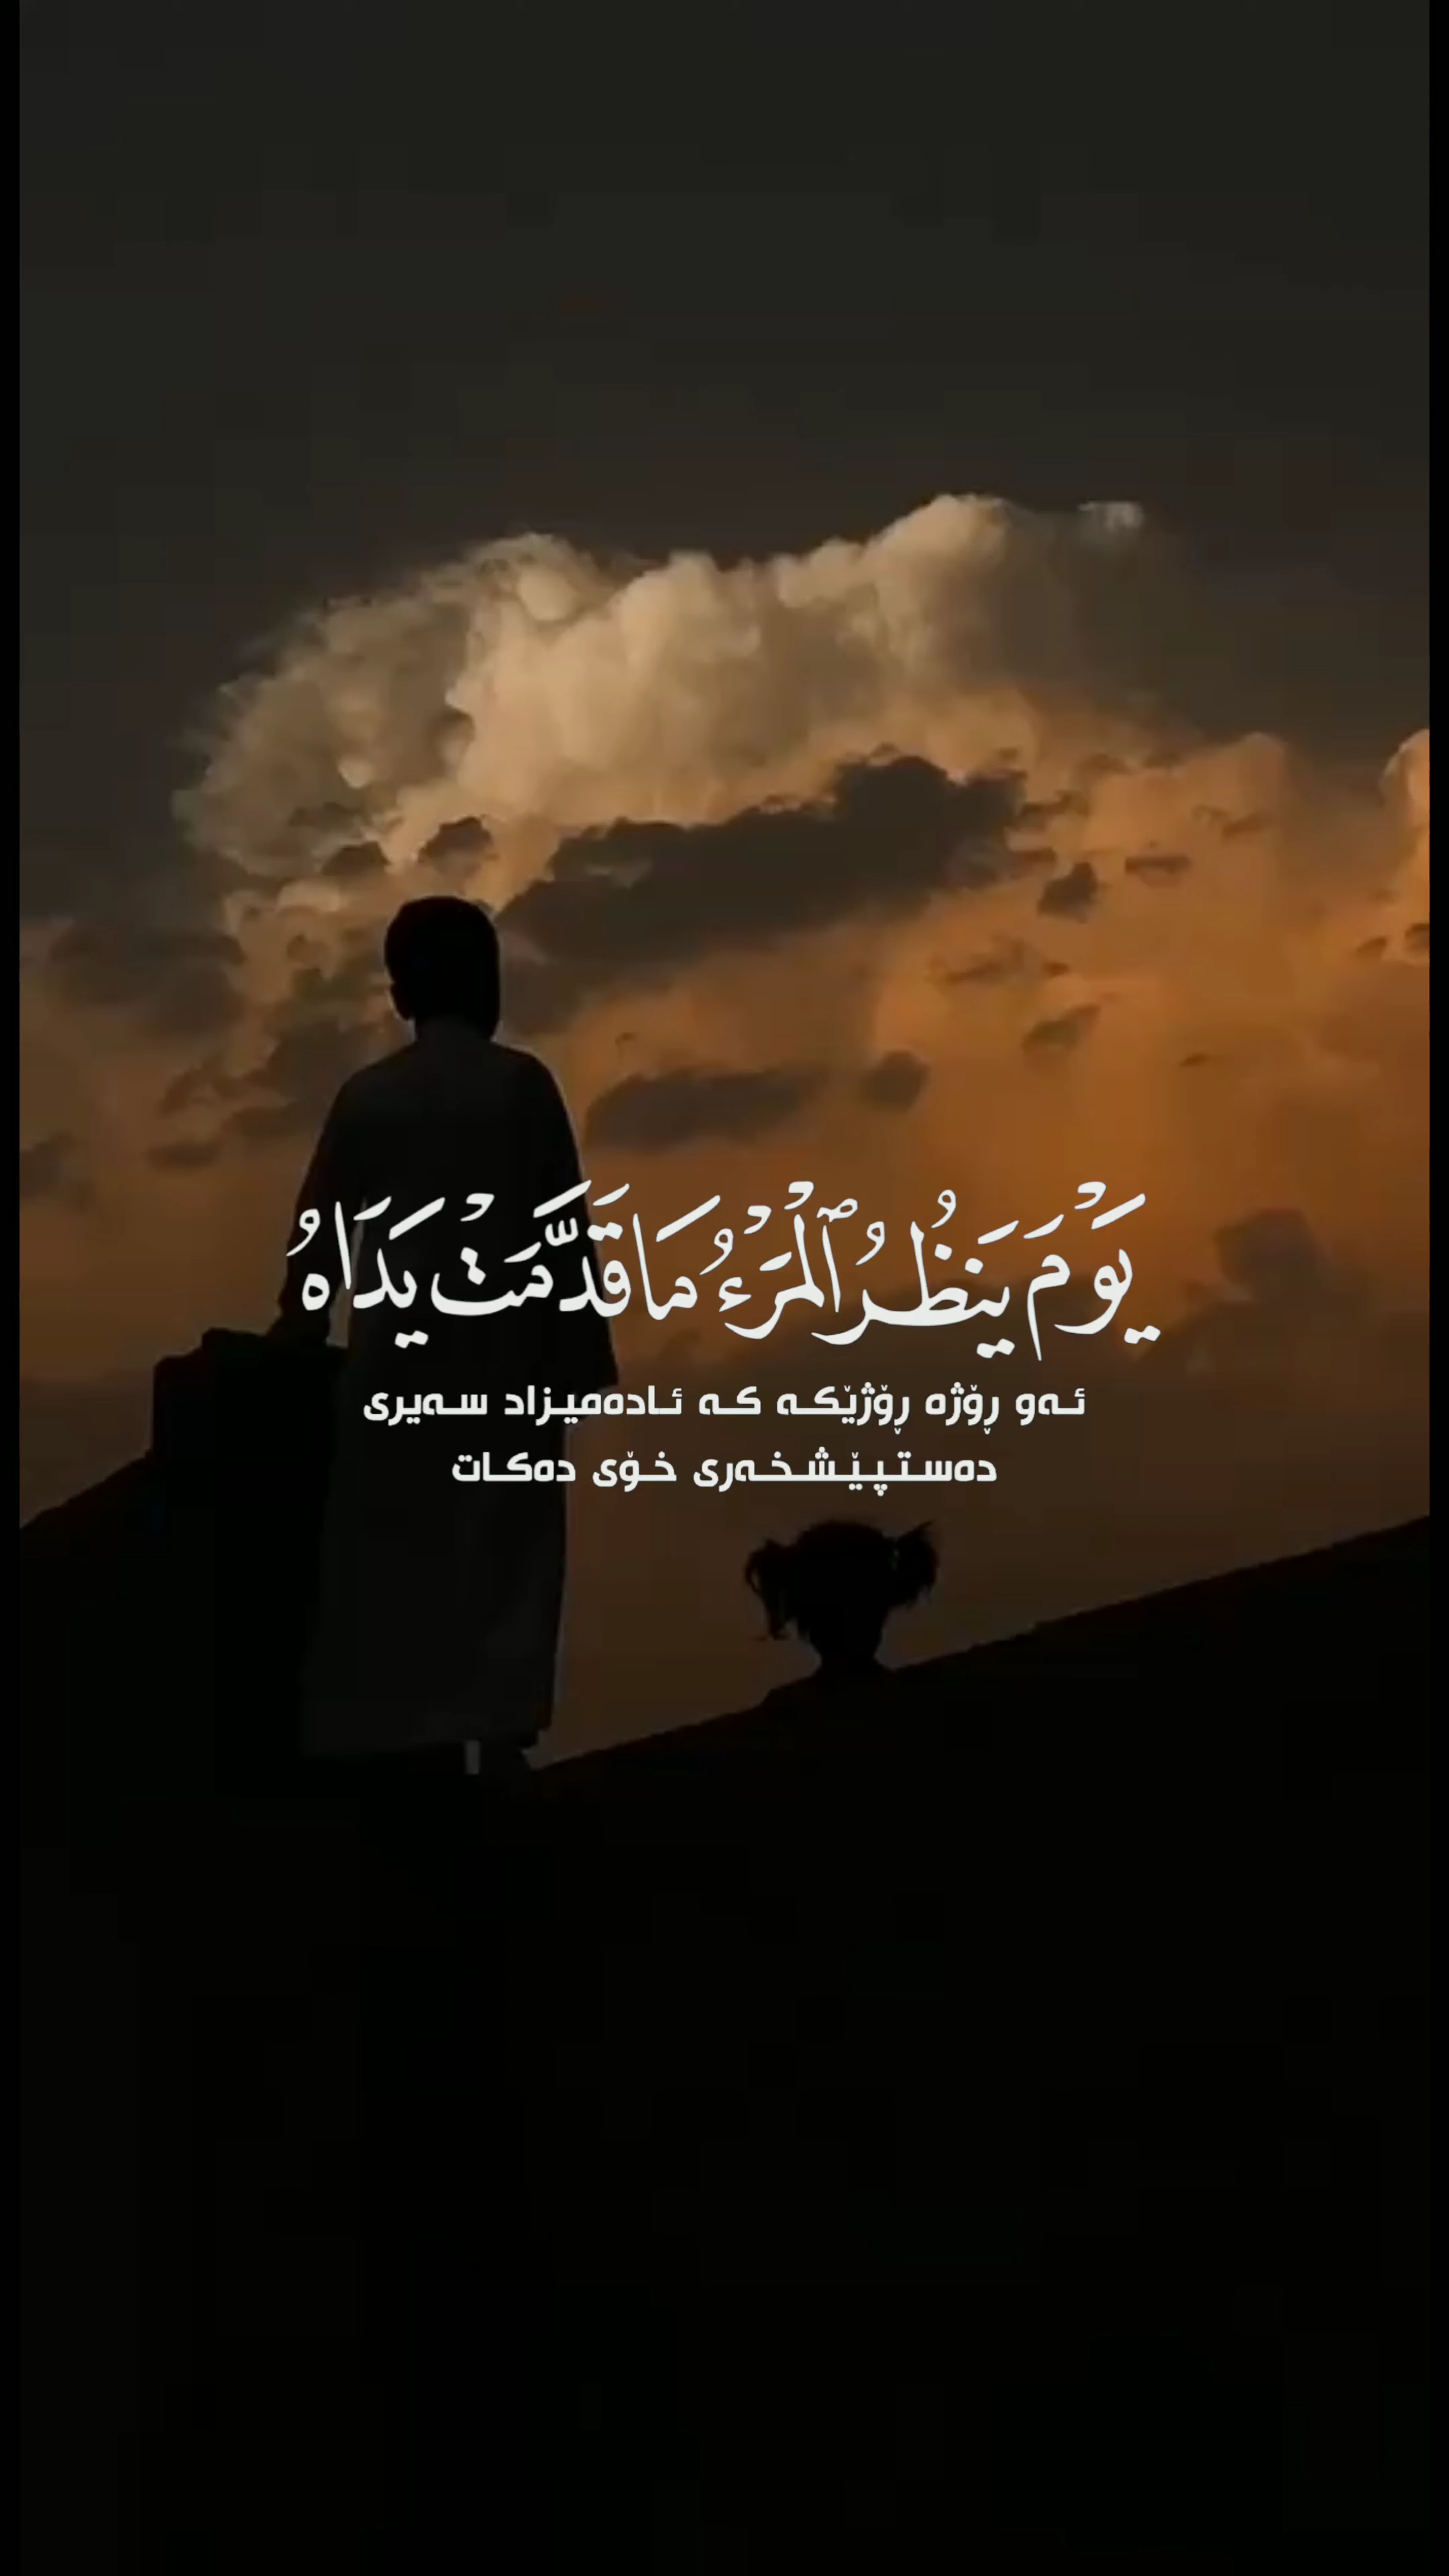 يَوْمَ يَنظُرُ ٱلْمَرْءُ مَا قَدَّمَتْ يَدَاهُ
ئەو ڕۆژە ڕۆژێکە کە ئادەمیزاد سەیری
دەستپێشخەری خۆی دەکات